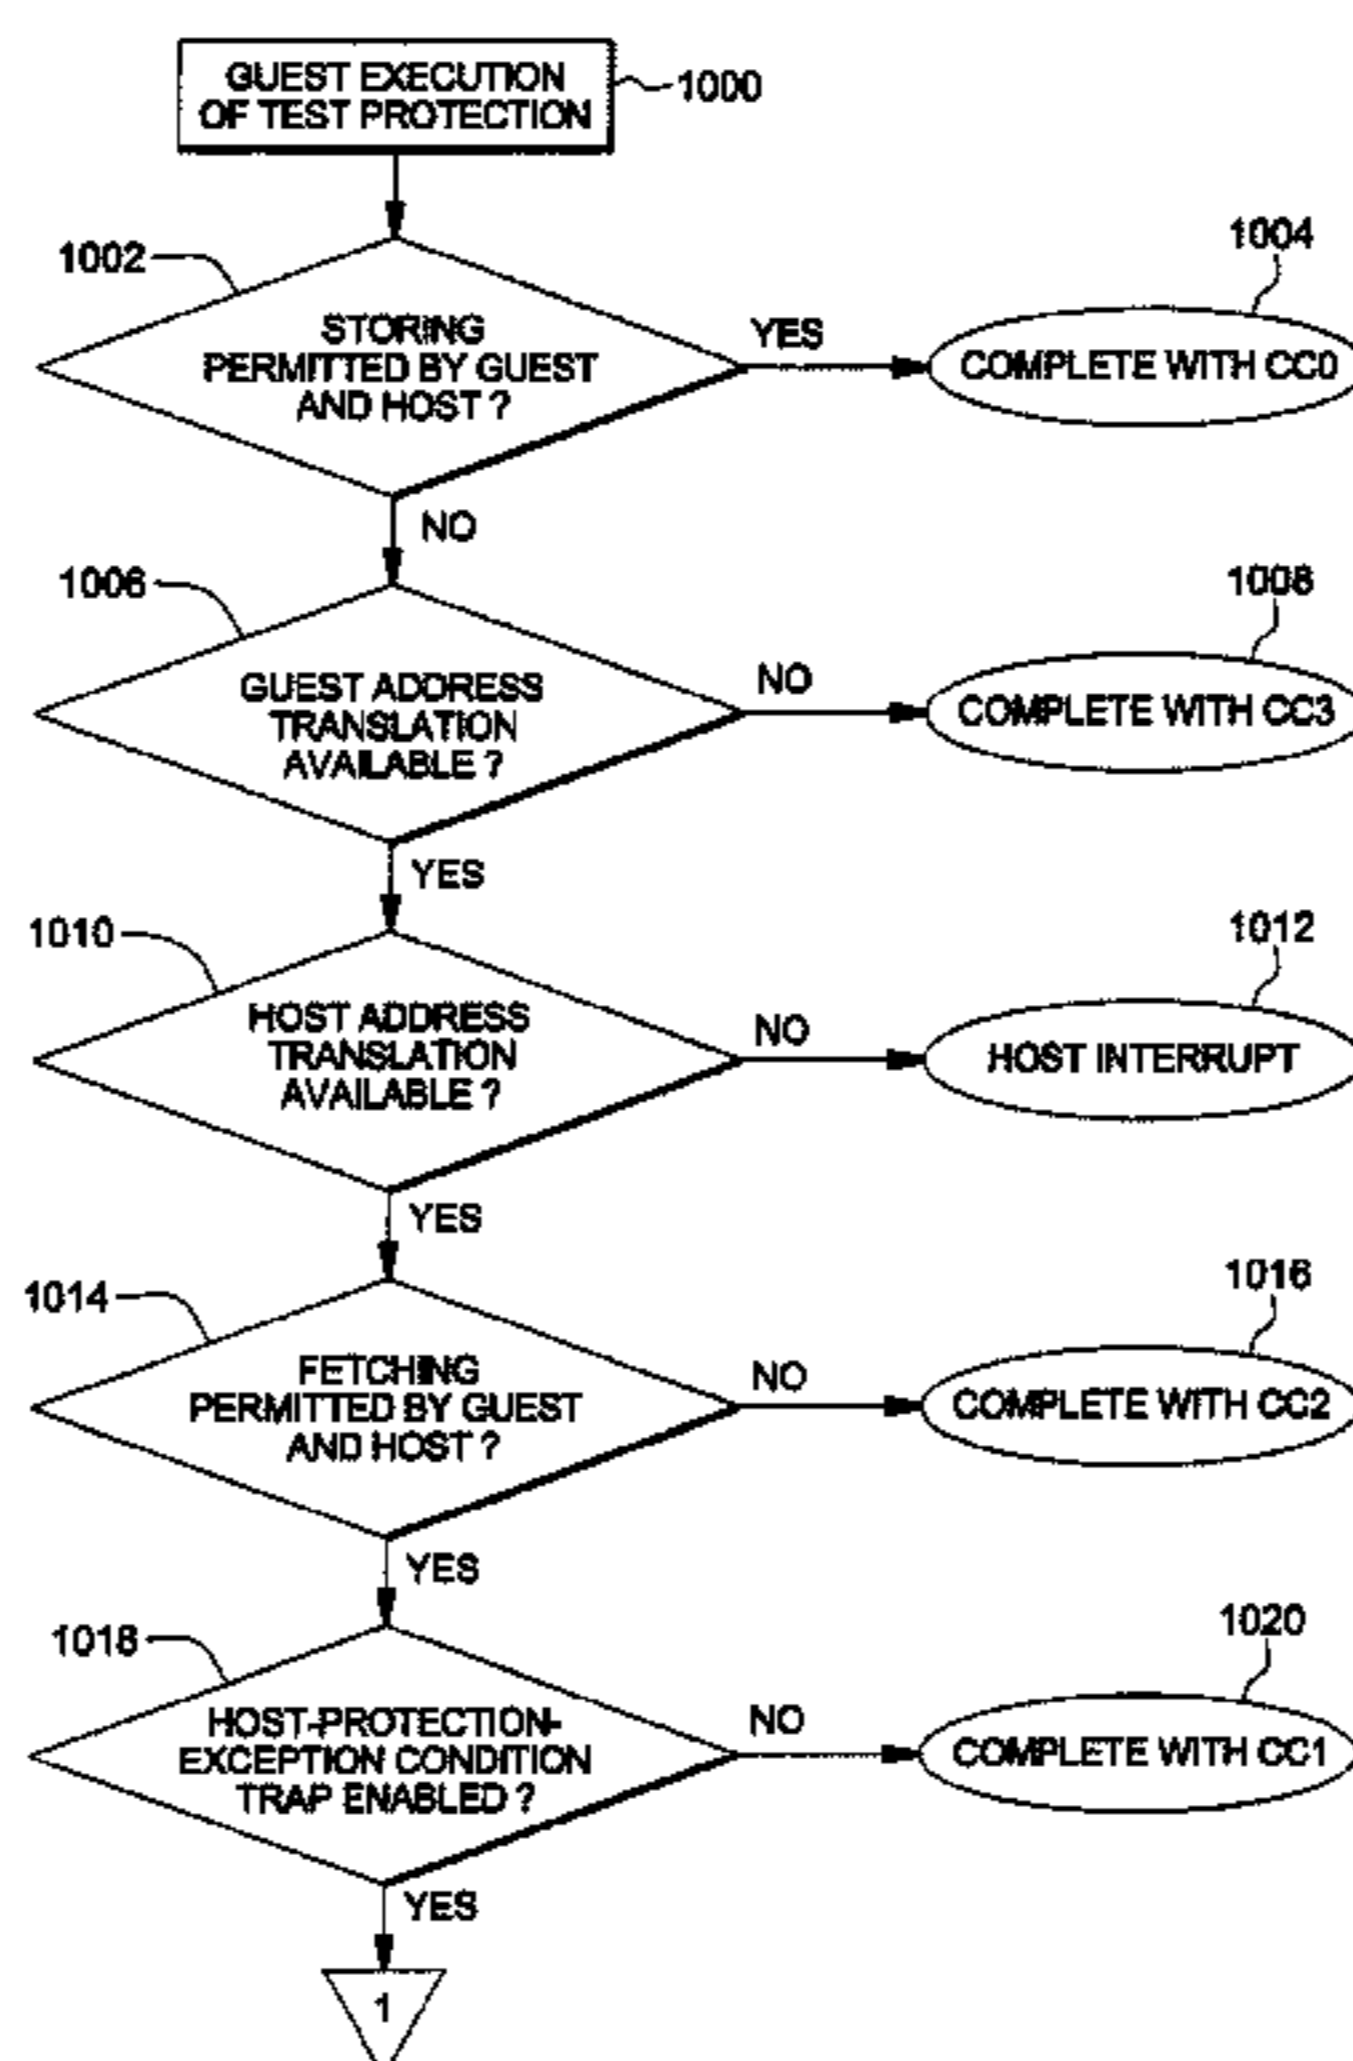 GUEST EXECUTION
OF TEST PROTECTION
1000
1002
STORING
PERMITTED BY GUEST
AND HOST ?
YES
1004
COMPLETE WITH CC0
NO
1006
GUEST ADDRESS
TRANSLATION
AVAILABLE ?
NO
1008
COMPLETE WITH CC3
YES
1010
HOST ADDRESS
TRANSLATION
AVAILABLE ?
NO
1012
HOST INTERRUPT
YES
1014
FETCHING
PERMITTED BY GUEST
AND HOST ?
NO
1016
COMPLETE WITH CC2
YES
1018
HOST-PROTECTION-
EXCEPTION CONDITION
TRAP ENABLED ?
NO
1020
COMPLETE WITH CC1
YES
1